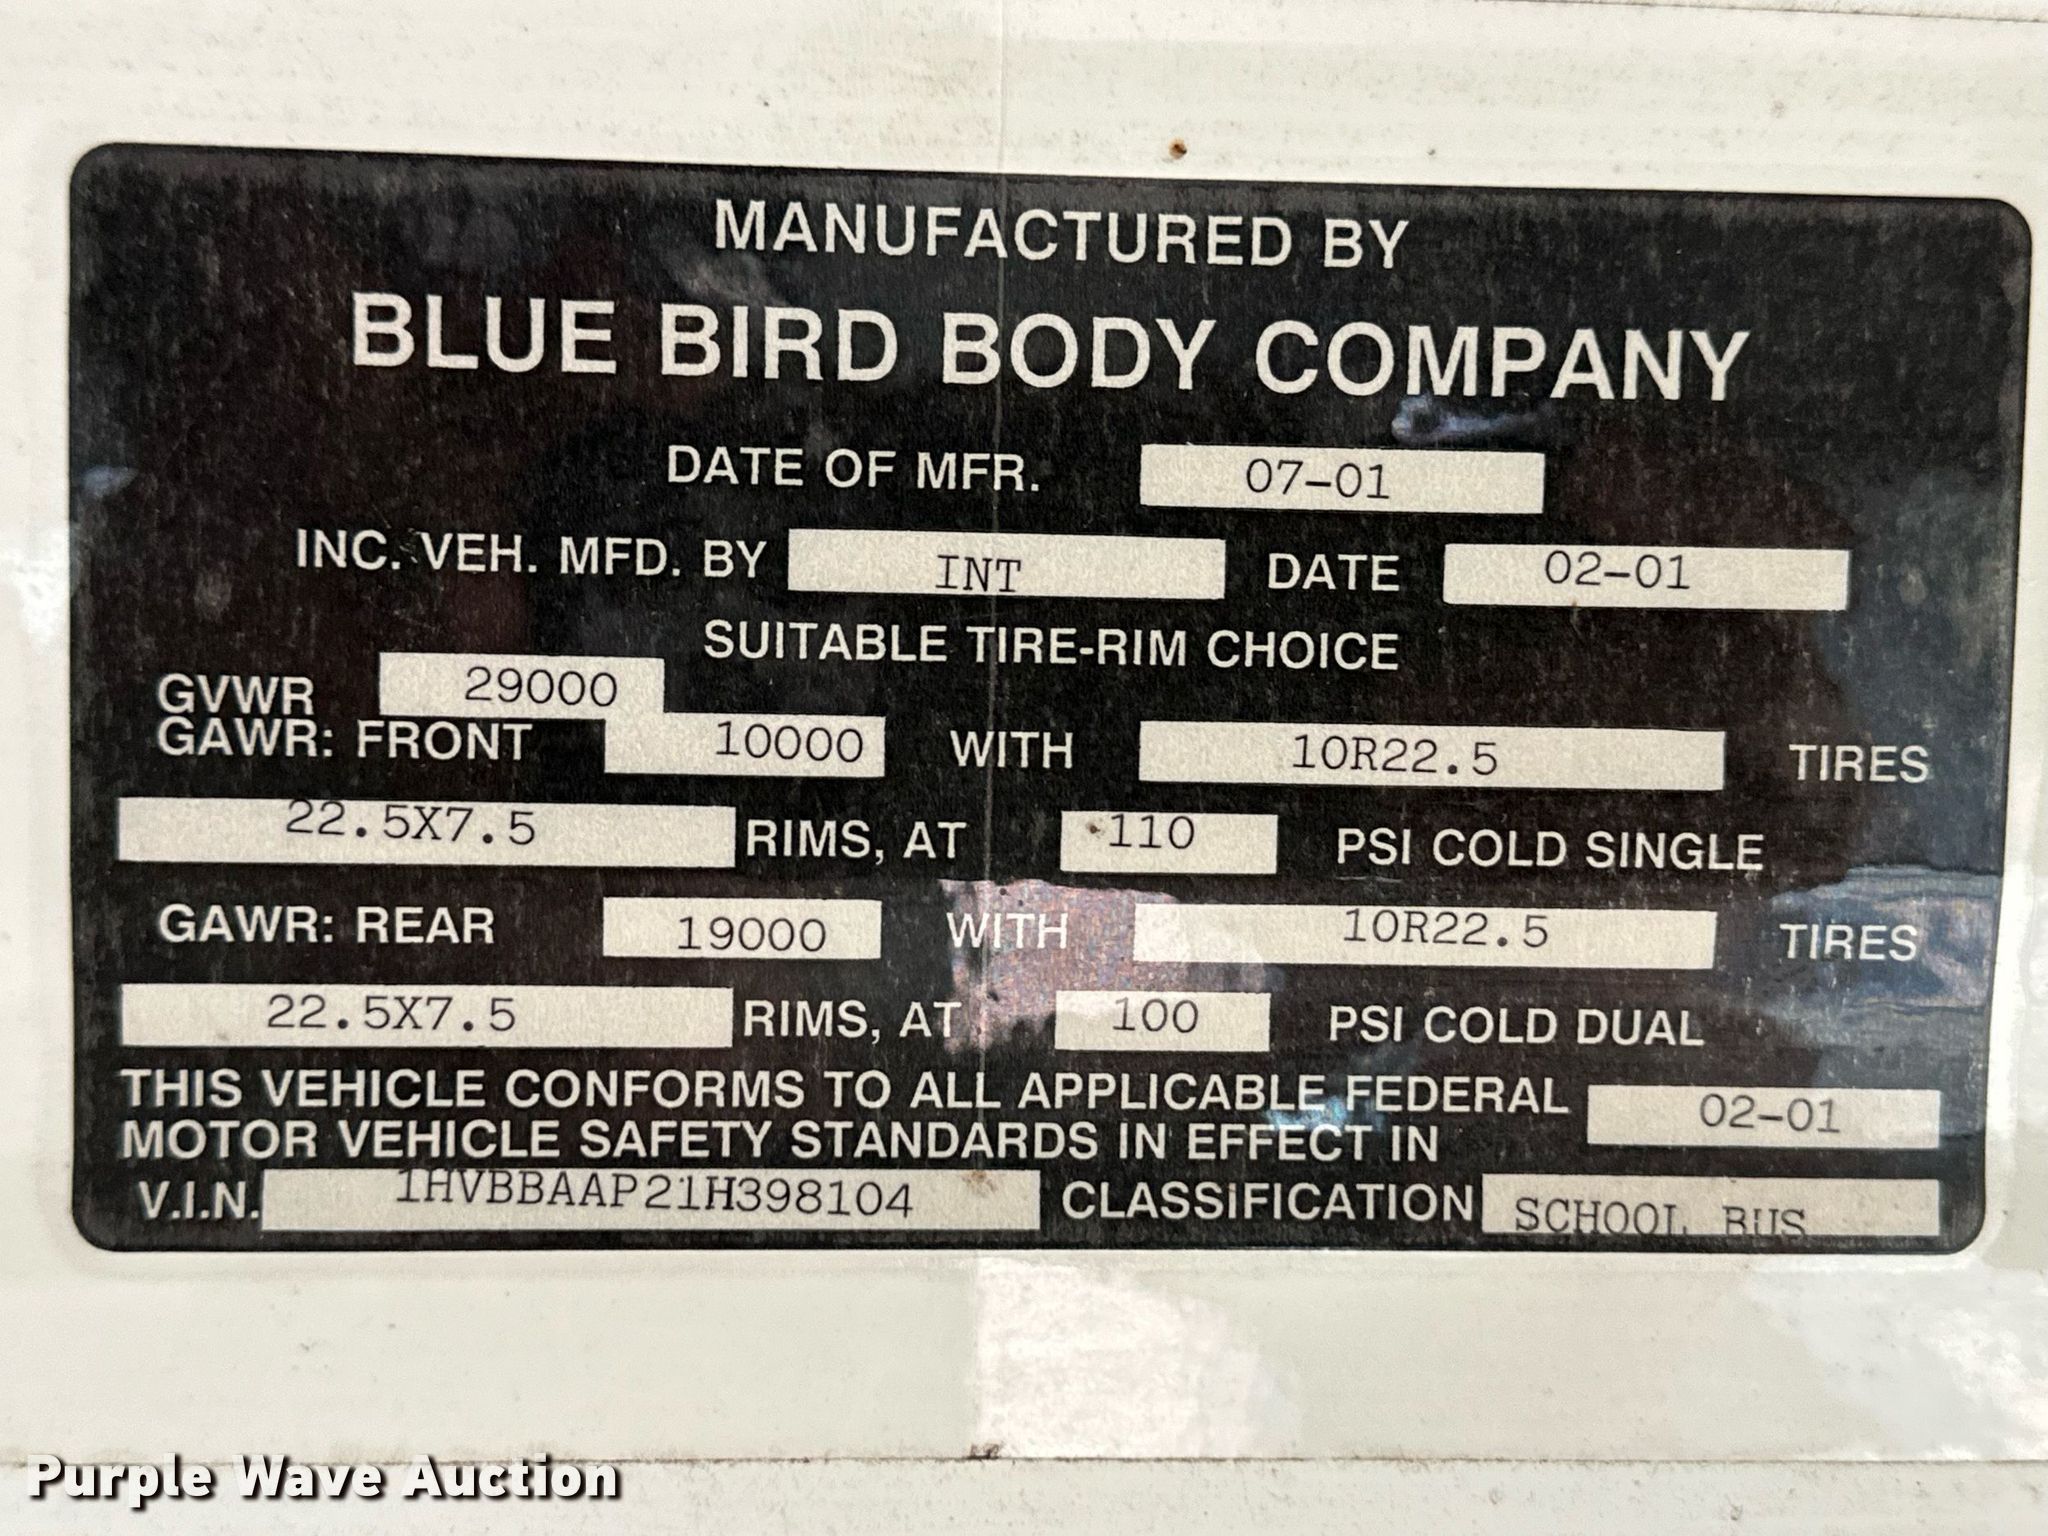 MANUFACTURED BY
BLUE BIRD BODY COMPANY
DATE OF MFR. 07-01
INC. VEH. MFD. BY INT DATE 02-01
SUITABLE TIRE-RIM CHOICE
GVWR 29000
GAWR: FRONT 10000 WITH 10R22.5 TIRES
22.5X7.5 RIMS, AT 110 PSI COLD SINGLE
GAWR: REAR 19000 WITH 10R22.5 TIRES
22.5X7.5 RIMS, AT 100 PSI COLD DUAL
THIS VEHICLE CONFORMS TO ALL APPLICABLE FEDERAL
MOTOR VEHICLE SAFETY STANDARDS IN EFFECT IN 02-01
V.I.N. 1HVBBAAP21H398104 CLASSiFICATION SCHOOL BUS
Purple Wave Auction